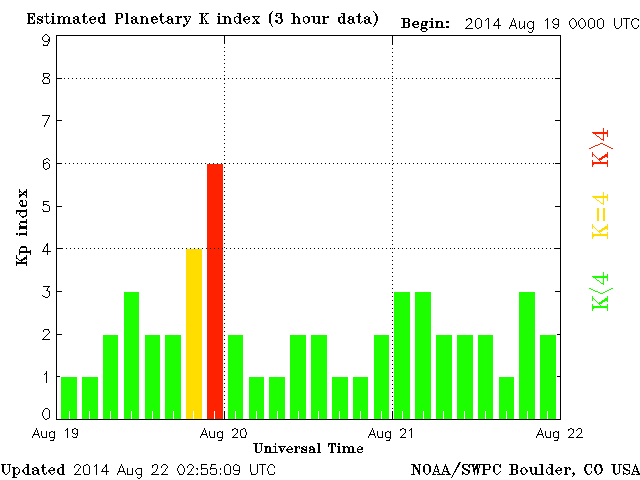 Estimated Planetary K index (3 hour data) Begin: 2014 Aug 19 0000 UTC
9
8
7
6
5
4
3
2
1
0
Kp index
K>4
K=4
K<4
Aug 19 Aug 20 Aug 21 Aug 22
Universal Time
Updated 2014 Aug 22 02:55:09 UTC NOAA/SWPC Boulder, CO USA